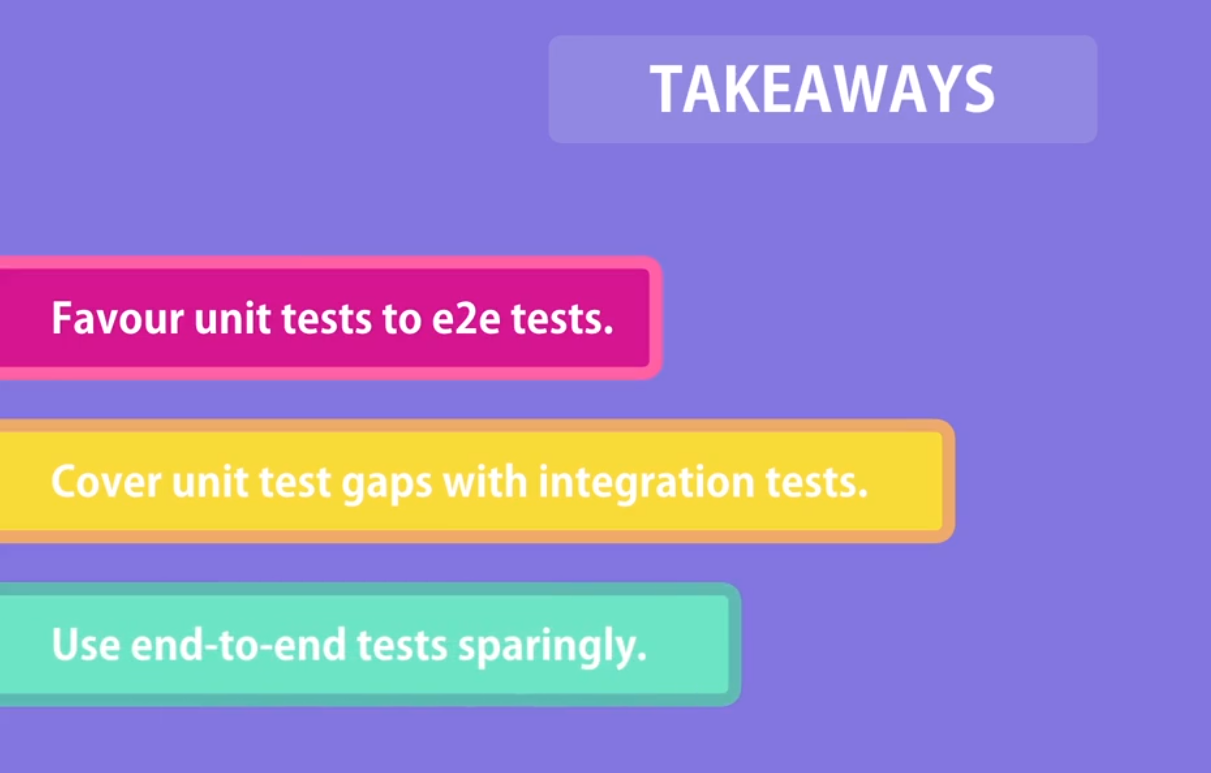 TAKEAWAYS
Favour unit tests to e2e tests.
Cover unit test gaps with integration tests.
Use end-to-end tests sparingly.